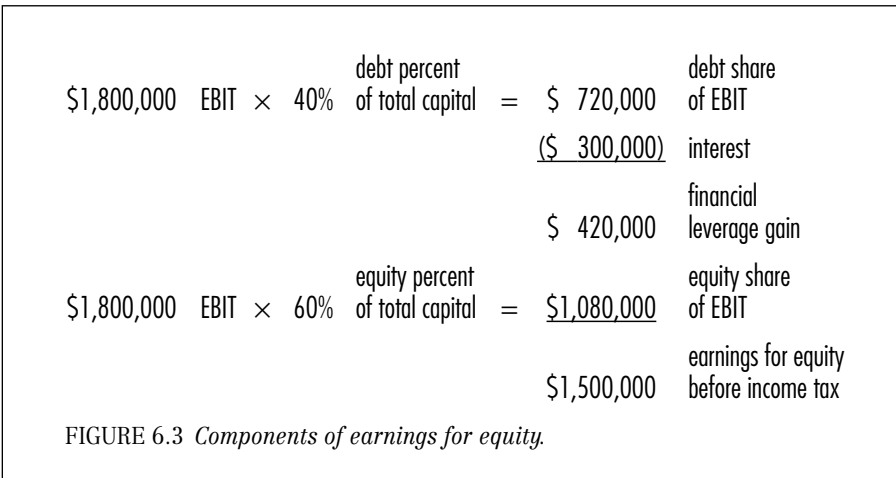 debt percent debt share
$1,800,000 EBIT × 40% of total capital = $ 720,000 of EBIT
($ 300,000) interest
financial
$ 420,000 leverage gain
equity percent equity share
$1,800,000 EBIT × 60% of total capital = $1,080,000 of EBIT
earnings for equity
$1,500,000 before income tax
FIGURE 6.3 Components of earnings for equity.